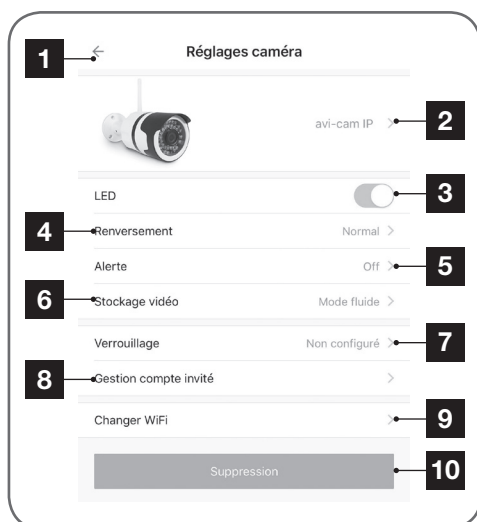 1
Réglages caméra
avi-cam IP
2
LED
3
4
Renversement
Normal
Alerte
Off
5
6
Stockage vidéo
Mode fluide
Verrouillage
Non configuré
7
8
Gestion compte invité
Changer WiFi
9
Suppression
10